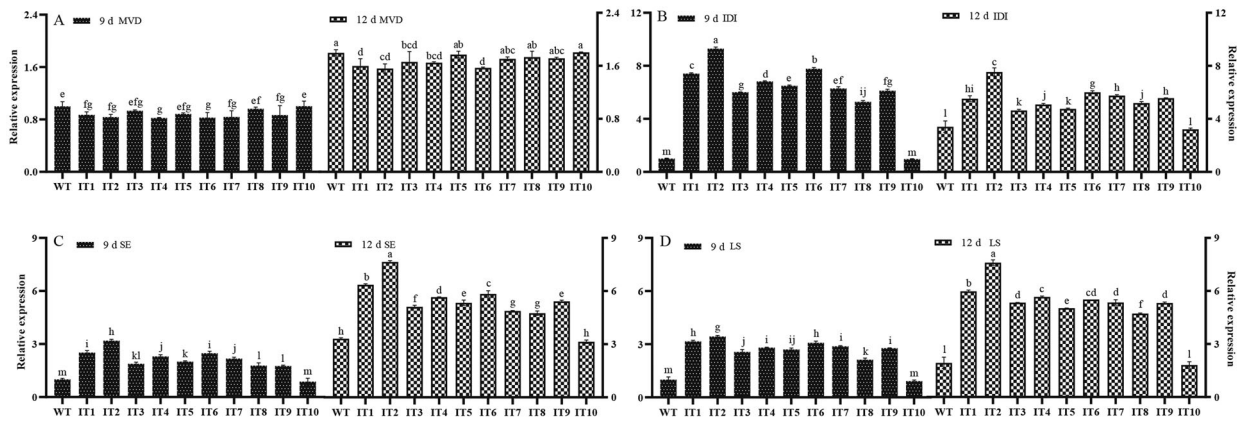 A 9 d MVD 12 d MVD
Relative expression
2.4 1.6 0.8 0.0
e fg fg efg g efg g fg ef fg e
a d cd bcd bcd ab d abc ab abc a
2.4 1.6 0.8 0.0
WT IT1 IT2 IT3 IT4 IT5 IT6 IT7 IT8 IT9 IT10 WT IT1 IT2 IT3 IT4 IT5 IT6 IT7 IT8 IT9 IT10
B 9 d IDI 12 d IDI
12 8 4 0
m c a g d e b ef ij fg m
l hi c k j k g h j h l
12 8 4 0
Relative expression
WT IT1 IT2 IT3 IT4 IT5 IT6 IT7 IT8 IT9 IT10 WT IT1 IT2 IT3 IT4 IT5 IT6 IT7 IT8 IT9 IT10
C 9 d SE 12 d SE
Relative expression
9 6 3 0
m i h kl j k i j l l m
h b a f d e c g g e h
9 6 3 0
WT IT1 IT2 IT3 IT4 IT5 IT6 IT7 IT8 IT9 IT10 WT IT1 IT2 IT3 IT4 IT5 IT6 IT7 IT8 IT9 IT10
D 9 d LS 12 d LS
9 6 3 0
m h g j i ij h i k i m
l b a d c e cd d f d l
9 6 3 0
Relative expression
WT IT1 IT2 IT3 IT4 IT5 IT6 IT7 IT8 IT9 IT10 WT IT1 IT2 IT3 IT4 IT5 IT6 IT7 IT8 IT9 IT10